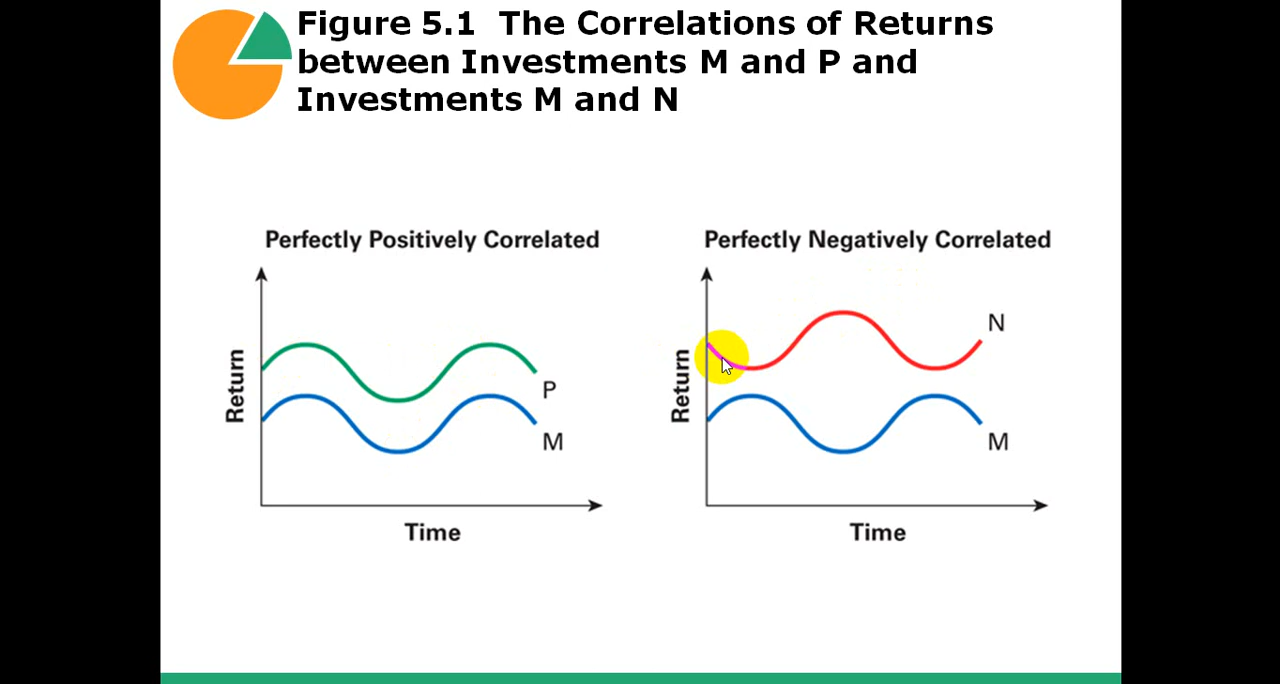 Figure 5.1 The Correlations of Returns
between Investments M and P and
Investments M and N
Perfectly Positively Correlated
Return
P
M
Time
Perfectly Negatively Correlated
Return
N
M
Time